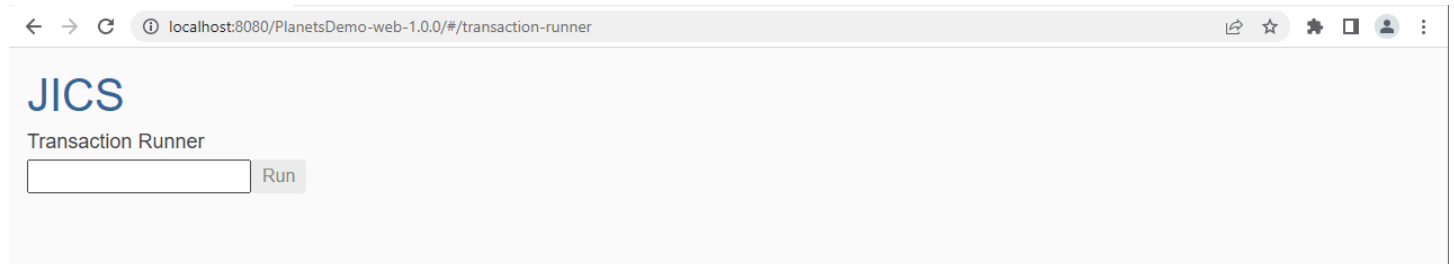 localhost:8080/PlanetsDemo-web-1.0.0/#/transaction-runner
JICS
Transaction Runner
Run